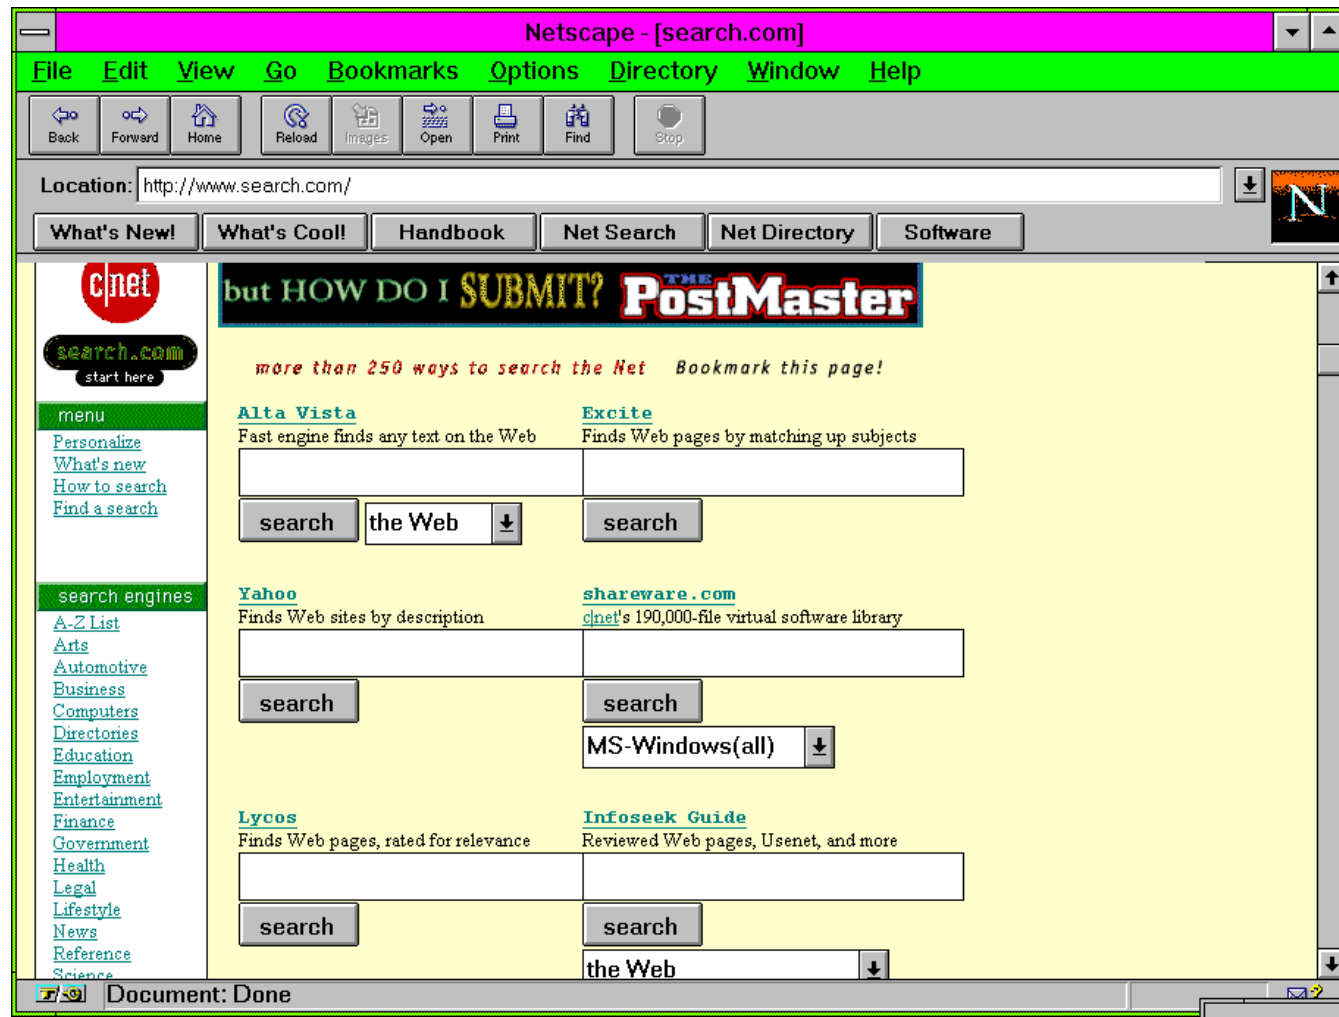 Netscape - [search.com]
File Edit View Go Bookmarks Options Directory Window Help
Back Forward Home Reload Images Open Print Find Stop
Location: http://www.search.com/
N
What's New! What's Cool! Handbook Net Search Net Directory Software
c|net
but HOW DO I SUBMIT? THE PostMaster
search.com
start here
more than 250 ways to search the Net Bookmark this page!
menu
Personalize
What's new
How to search
Find a search
search engines
A-Z List
Arts
Automotive
Business
Computers
Directories
Education
Employment
Entertainment
Finance
Government
Health
Legal
Lifestyle
News
Reference
Science
Alta Vista
Fast engine finds any text on the Web
search the Web
Excite
Finds Web pages by matching up subjects
search
Yahoo
Finds Web sites by description
search
shareware.com
c|net's 190,000-file virtual software library
search
MS-Windows(all)
Lycos
Finds Web pages, rated for relevance
search
Infoseek Guide
Reviewed Web pages, Usenet, and more
search
the Web
Document: Done
?